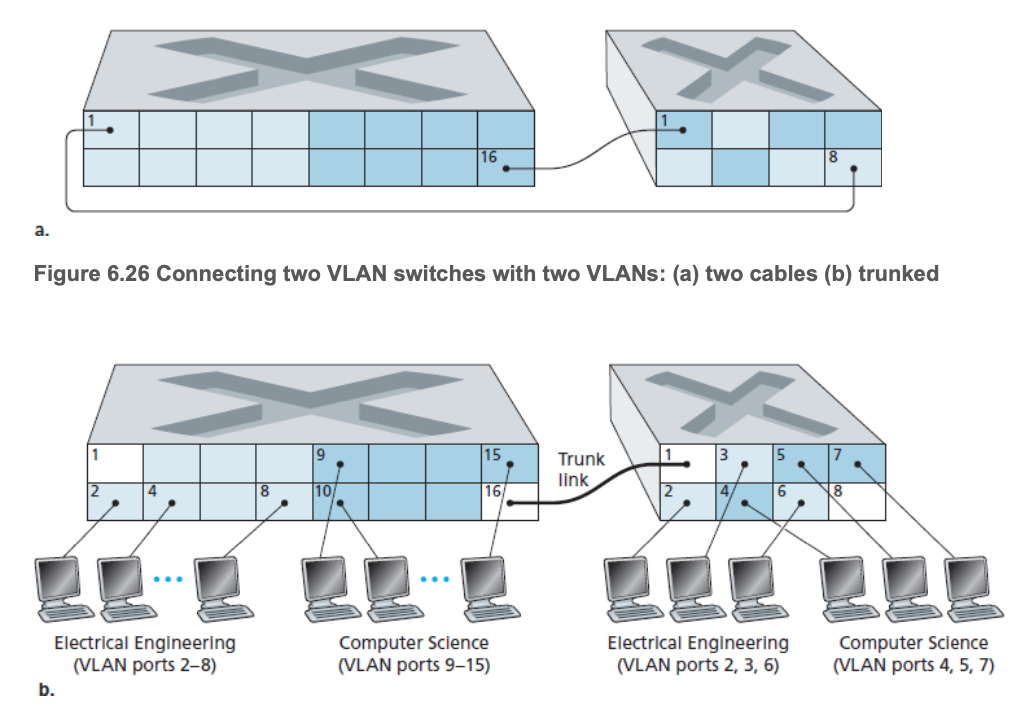 1
1
16
8
a.
Figure 6.26 Connecting two VLAN switches with two VLANs: (a) two cables (b) trunked
1
9
15
Trunk
link
1
3
5
7
2
4
8
10
16
2
4
6
8
Electrical Engineering
(VLAN ports 2–8)
Computer Science
(VLAN ports 9–15)
Electrical Engineering
(VLAN ports 2, 3, 6)
Computer Science
(VLAN ports 4, 5, 7)
b.